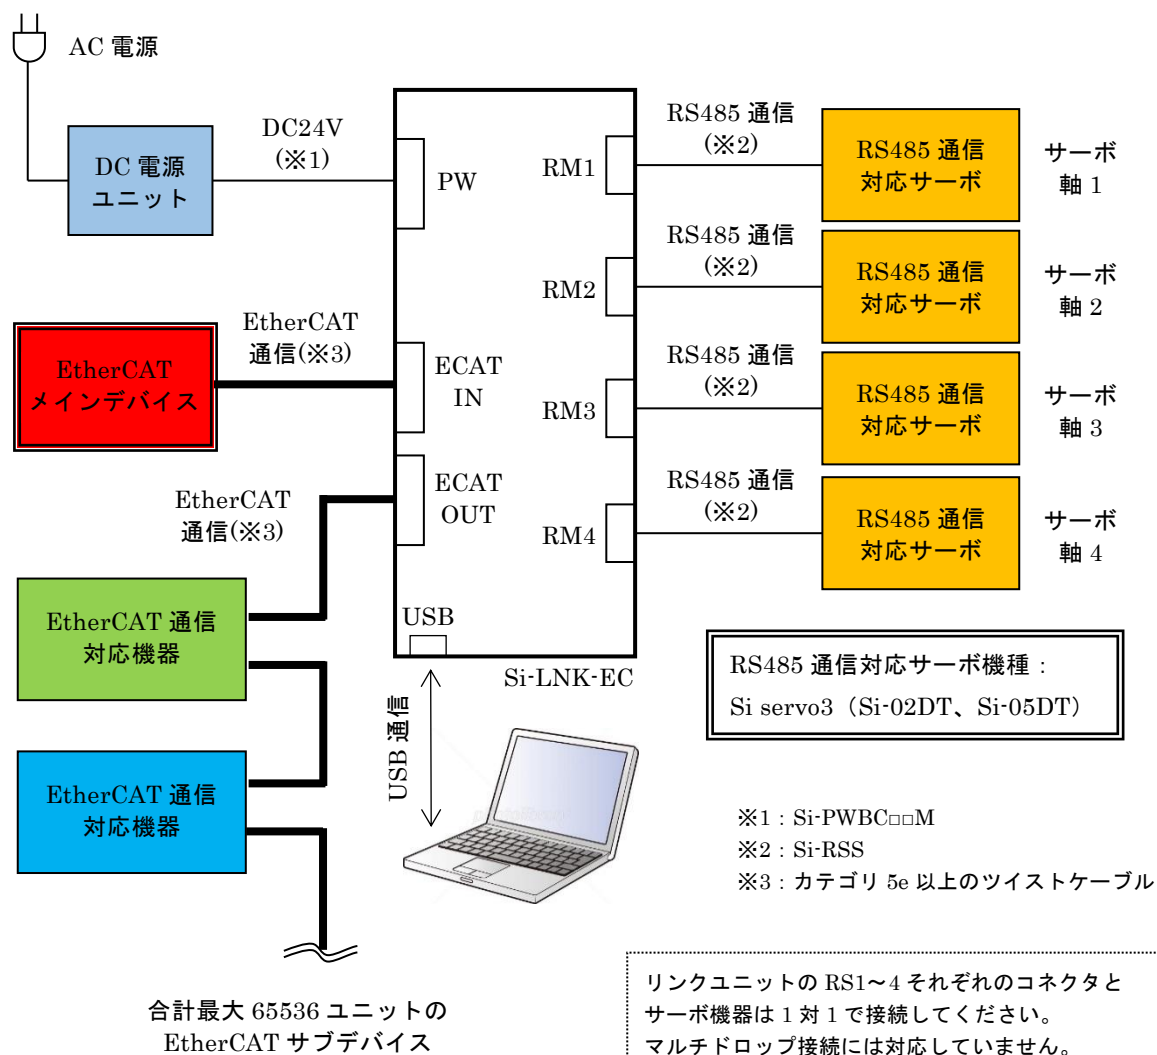 AC 電源
DC 電源
ユニット
DC24V
(※1)
PW
EtherCAT
メインデバイス
EtherCAT
通信(※3)
ECAT
IN
EtherCAT
通信(※3)
ECAT
OUT
EtherCAT 通信
対応機器
EtherCAT 通信
対応機器
合計最大 65536 ユニットの
EtherCAT サブデバイス
USB
Si-LNK-EC
USB 通信
RM1
RS485 通信
(※2)
RS485 通信
対応サーボ
サーボ
軸 1
RM2
RS485 通信
(※2)
RS485 通信
対応サーボ
サーボ
軸 2
RM3
RS485 通信
(※2)
RS485 通信
対応サーボ
サーボ
軸 3
RM4
RS485 通信
(※2)
RS485 通信
対応サーボ
サーボ
軸 4
RS485 通信対応サーボ機種：
Si servo3（Si-02DT、Si-05DT）
※1：Si-PWBC□□M
※2：Si-RSS
※3：カテゴリ 5e 以上のツイストケーブル
リンクユニットの RS1～4 それぞれのコネクタと
サーボ機器は 1 対 1 で接続してください。
マルチドロップ接続には対応していません。